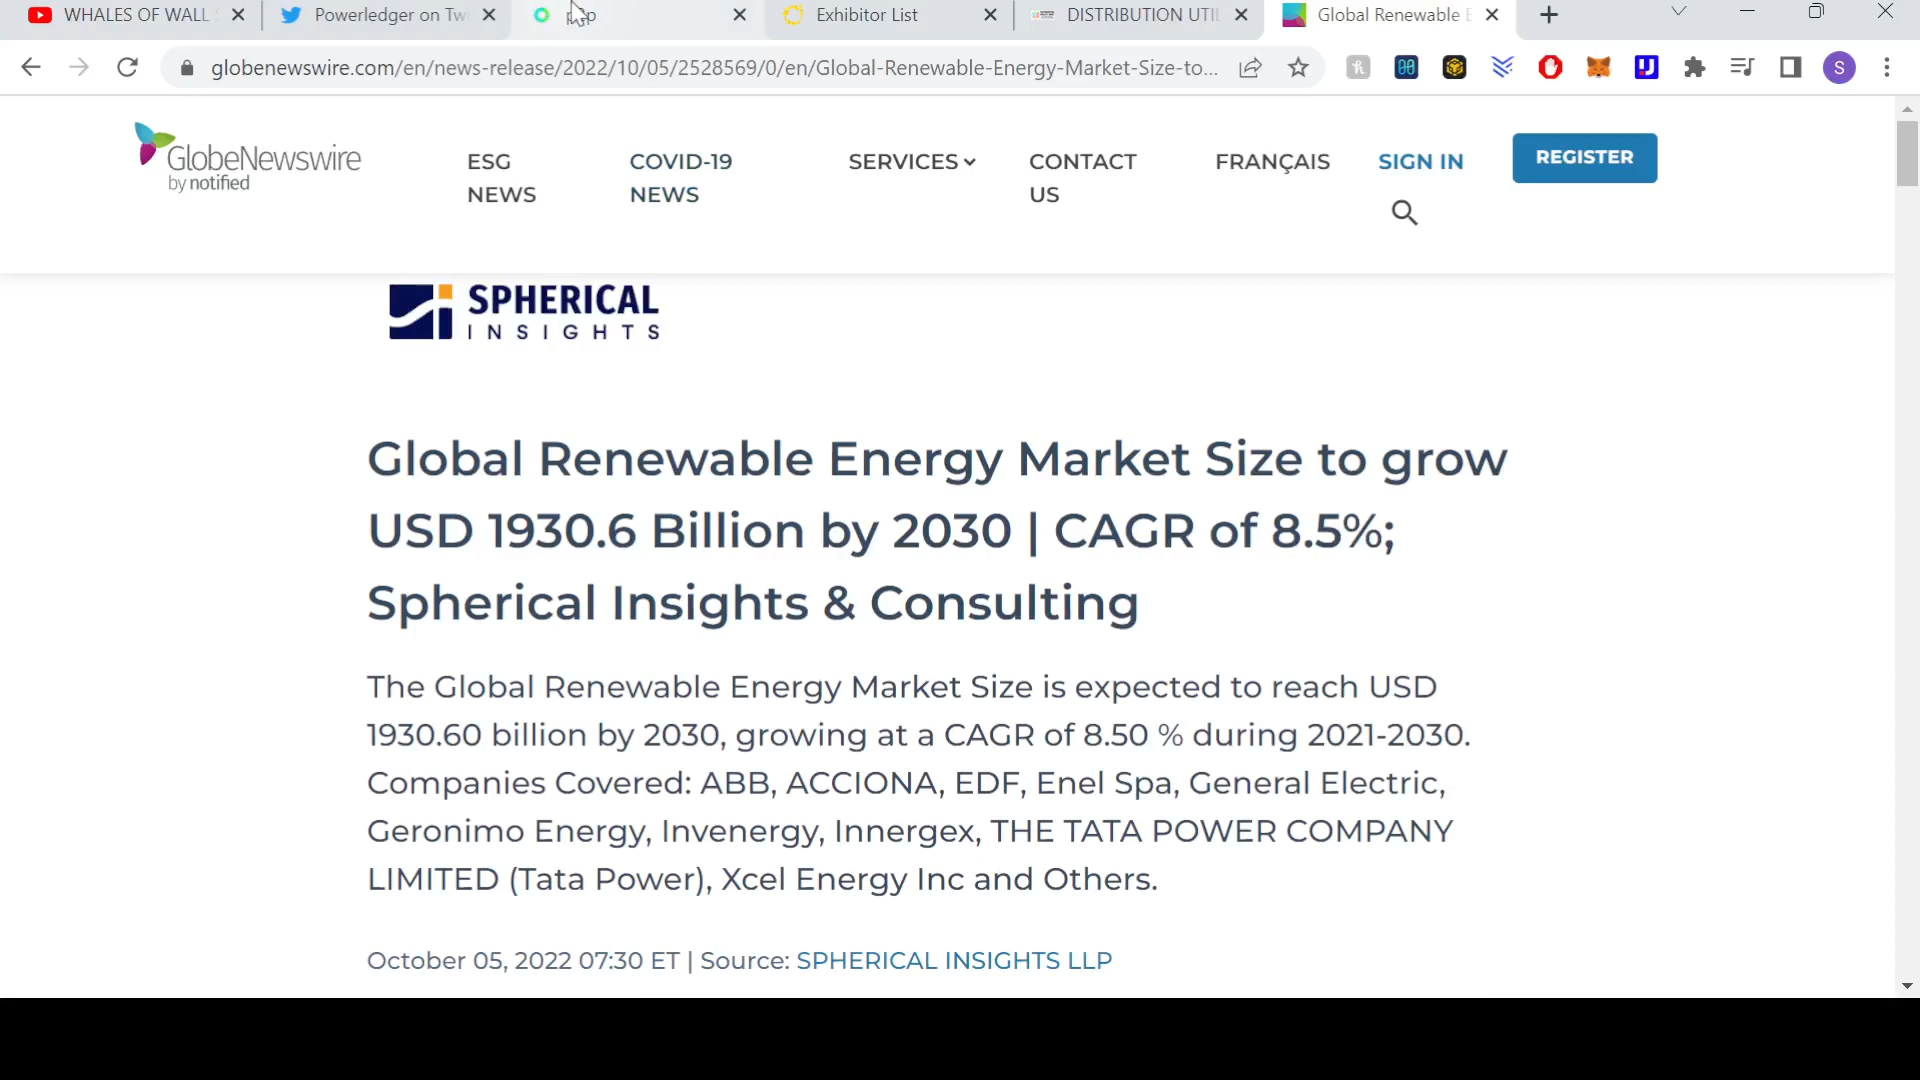 WHALES OF WALL
Powerledger on Tw
Exhibitor List
DISTRIBUTION UTIL
Global Renewable E
globenewswire.com/en/news-release/2022/10/05/2528569/0/en/Global-Renewable-Energy-Market-Size-to...
S
GlobeNewswire
by notified
ESG
NEWS
COVID-19
NEWS
SERVICES
CONTACT
US
FRANÇAIS
SIGN IN
REGISTER
SPHERICAL
INSIGHTS
Global Renewable Energy Market Size to grow
USD 1930.6 Billion by 2030 | CAGR of 8.5%;
Spherical Insights & Consulting
The Global Renewable Energy Market Size is expected to reach USD
1930.60 billion by 2030, growing at a CAGR of 8.50 % during 2021-2030.
Companies Covered: ABB, ACCIONA, EDF, Enel Spa, General Electric,
Geronimo Energy, Invenergy, Innergex, THE TATA POWER COMPANY
LIMITED (Tata Power), Xcel Energy Inc and Others.
October 05, 2022 07:30 ET | Source: SPHERICAL INSIGHTS LLP